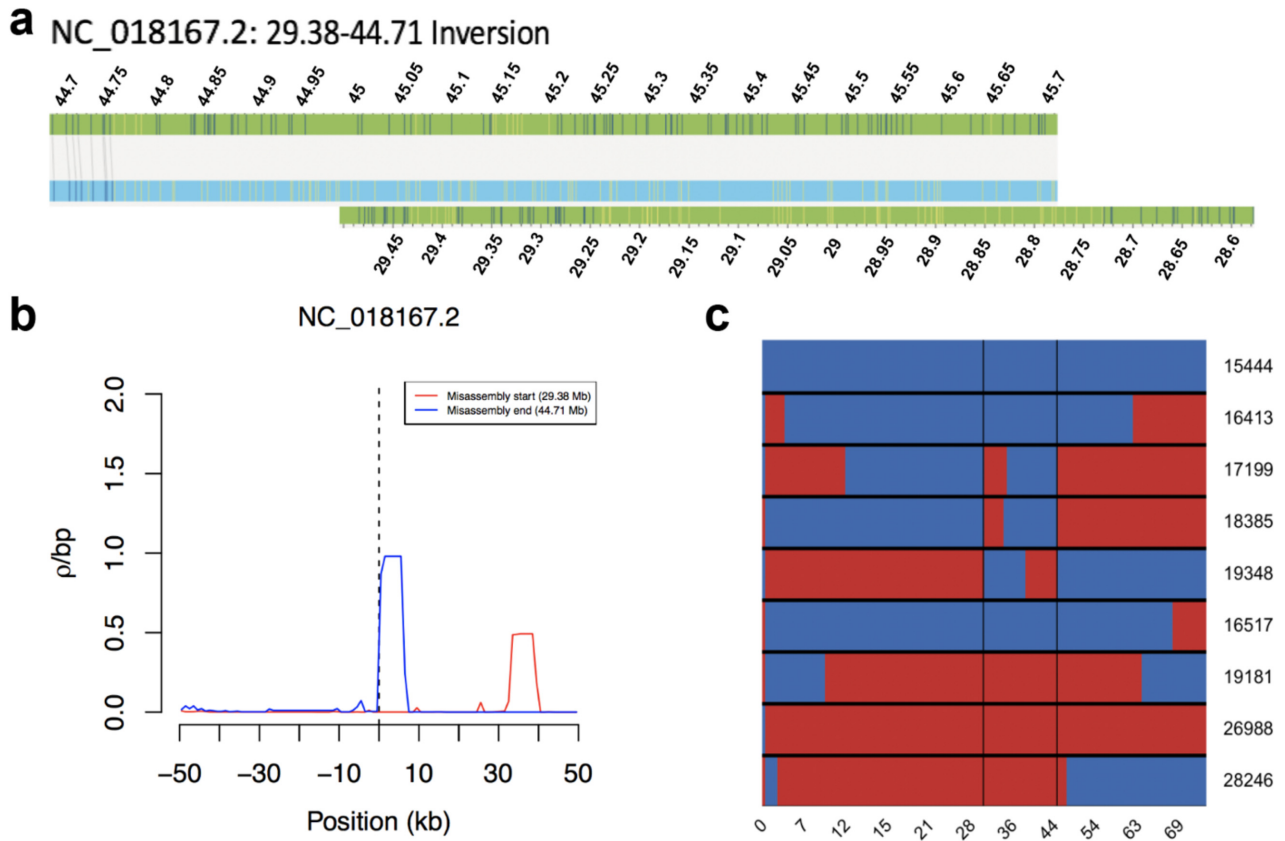 a
NC_018167.2: 29.38-44.71 Inversion
44.7 44.75 44.8 44.85 44.9 44.95 45 45.05 45.1 45.15 45.2 45.25 45.3 45.35 45.4 45.45 45.5 45.55 45.6 45.65 45.7
29.45 29.4 29.35 29.3 29.25 29.2 29.15 29.1 29.05 29 28.95 28.9 28.85 28.8 28.75 28.7 28.65 28.6
b
NC_018167.2
Misassembly start (29.38 Mb)
Misassembly end (44.71 Mb)
2.0
1.5
1.0
0.5
0.0
ρ/bp
−50 −30 −10 10 30 50
Position (kb)
c
15444
16413
17199
18385
19348
16517
19181
26988
28246
0 7 12 15 21 28 36 44 54 63 69